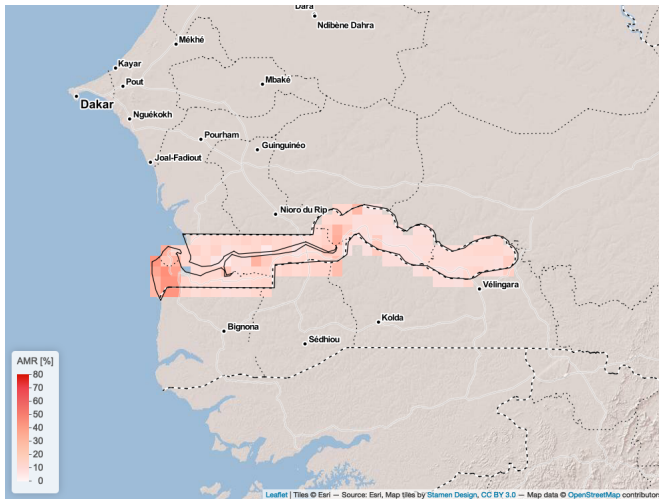 Dara
Ndibène Dahra
Mékhé
Kayar
Pout
Mbaké
Dakar
Nguékokh
Pourham
Guinguinéo
Joal-Fadiout
Nioro du Rip
Vélingara
Kolda
Bignona
Sédhiou
AMR [%]
80
70
60
50
40
30
20
10
0
Leaflet | Tiles © Esri — Source: Esri, Map tiles by Stamen Design, CC BY 3.0 — Map data © OpenStreetMap contributor